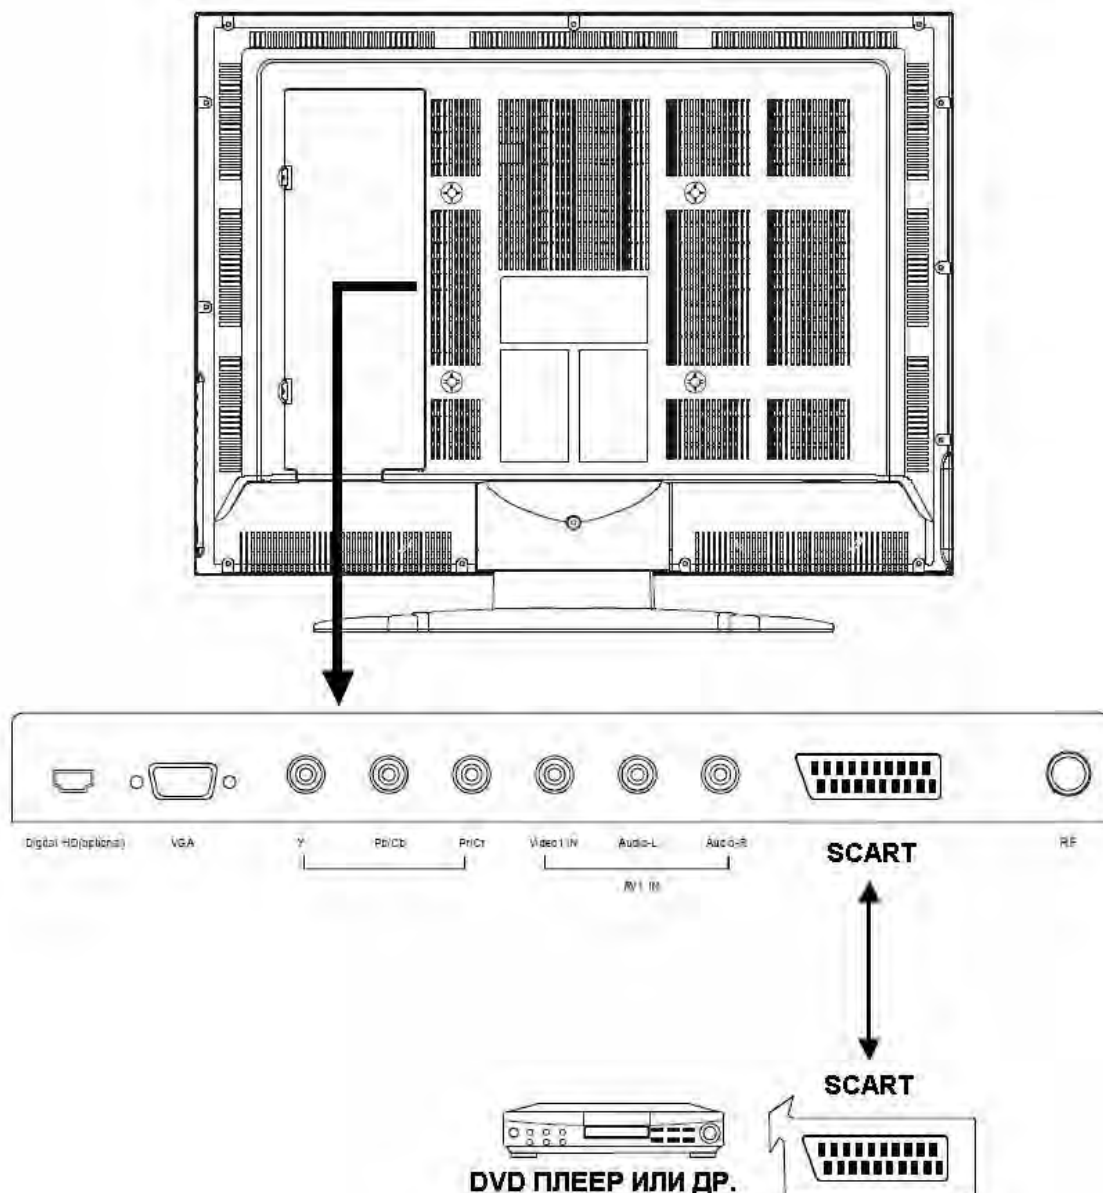 Digital HD(optional) VGA Y Pb/Cb Pr/Cr Video1 IN Audio-L Audio-R SCART RF
AV1 IN
SCART
DVD ПЛЕЕР ИЛИ ДР.